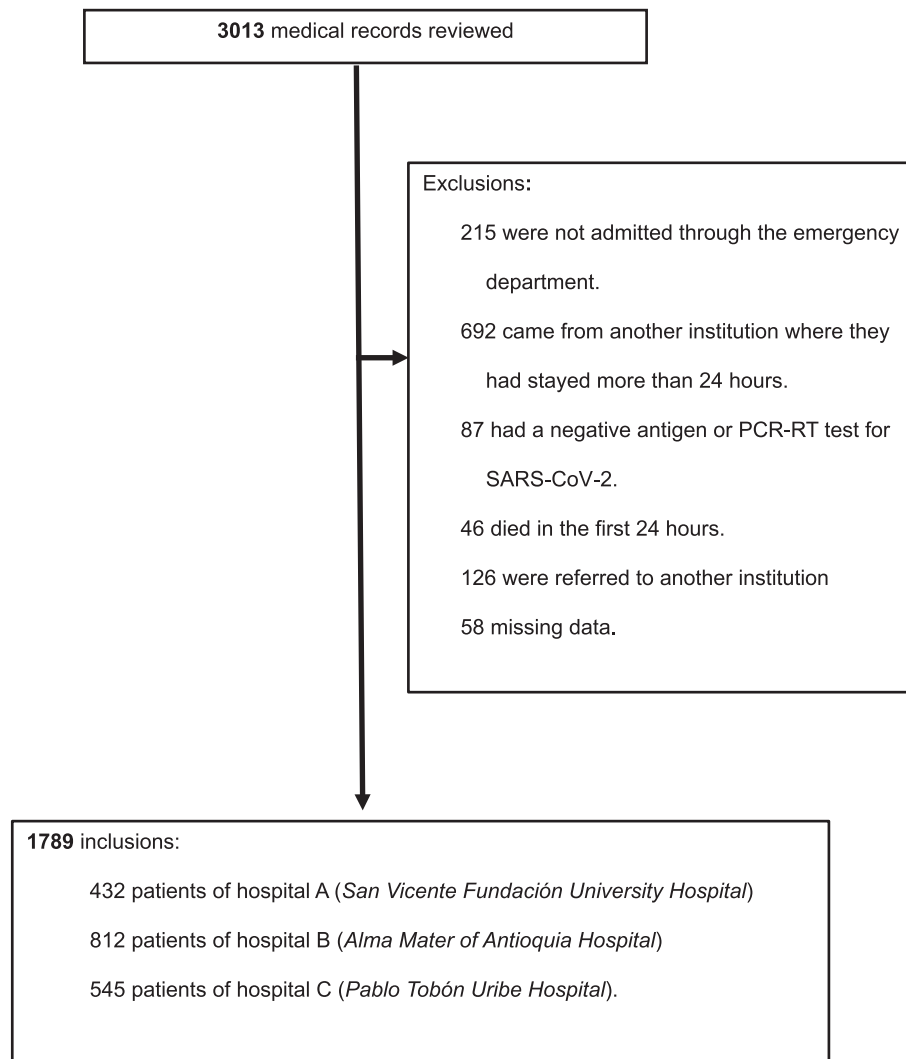 3013 medical records reviewed
Exclusions:
215 were not admitted through the emergency
department.
692 came from another institution where they
had stayed more than 24 hours.
87 had a negative antigen or PCR-RT test for
SARS-CoV-2.
46 died in the first 24 hours.
126 were referred to another institution
58 missing data.
1789 inclusions:
432 patients of hospital A (San Vicente Fundación University Hospital)
812 patients of hospital B (Alma Mater of Antioquia Hospital)
545 patients of hospital C (Pablo Tobón Uribe Hospital).